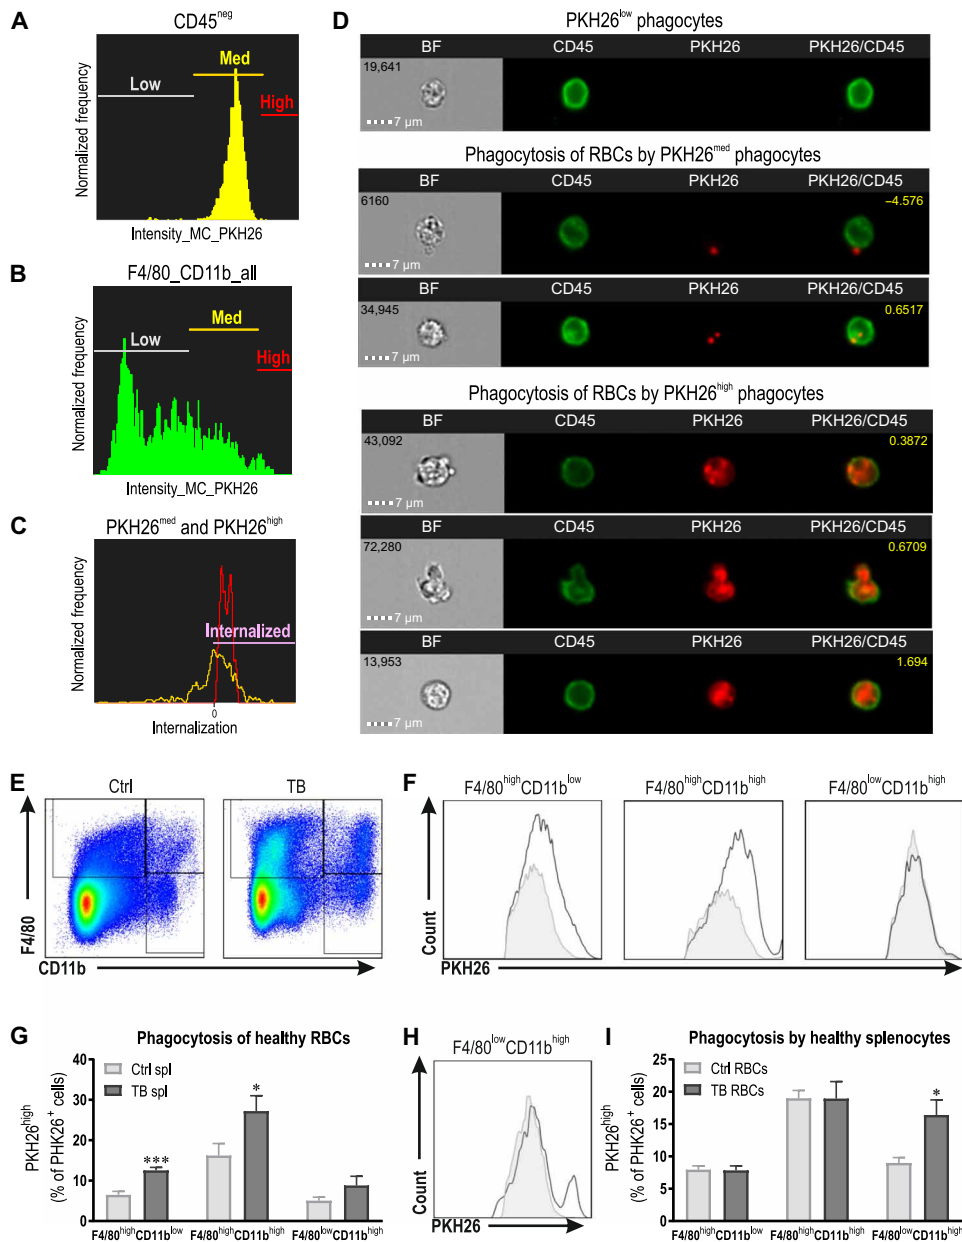 A
CD45neg
Low
Med
High
Normalized frequency
Intensity_MC_PKH26
B
F4/80_CD11b_all
Low
Med
High
Normalized frequency
Intensity_MC_PKH26
C
PKH26med and PKH26high
Internalized
Normalized frequency
0
Internalization
D
PKH26low phagocytes
BF CD45 PKH26 PKH26/CD45
19,641
7 µm
Phagocytosis of RBCs by PKH26med phagocytes
BF CD45 PKH26 PKH26/CD45
6160 −4.576
7 µm
BF CD45 PKH26 PKH26/CD45
34,945 0.6517
7 µm
Phagocytosis of RBCs by PKH26high phagocytes
BF CD45 PKH26 PKH26/CD45
43,092 0.3872
7 µm
BF CD45 PKH26 PKH26/CD45
72,280 0.6709
7 µm
BF CD45 PKH26 PKH26/CD45
13,953 1.694
7 µm
E
Ctrl TB
F4/80
CD11b
F
F4/80highCD11blow F4/80highCD11bhigh F4/80lowCD11bhigh
Count
PKH26
G
Phagocytosis of healthy RBCs
Ctrl spl
TB spl
PKH26high
(% of PHK26+ cells)
40
30
20
10
0
***
*
F4/80highCD11blow F4/80highCD11bhigh F4/80lowCD11bhigh
H
F4/80lowCD11bhigh
Count
PKH26
I
Phagocytosis by healthy splenocytes
Ctrl RBCs
TB RBCs
PKH26high
(% of PHK26+ cells)
25
20
15
10
5
0
*
F4/80highCD11blow F4/80highCD11bhigh F4/80lowCD11bhigh